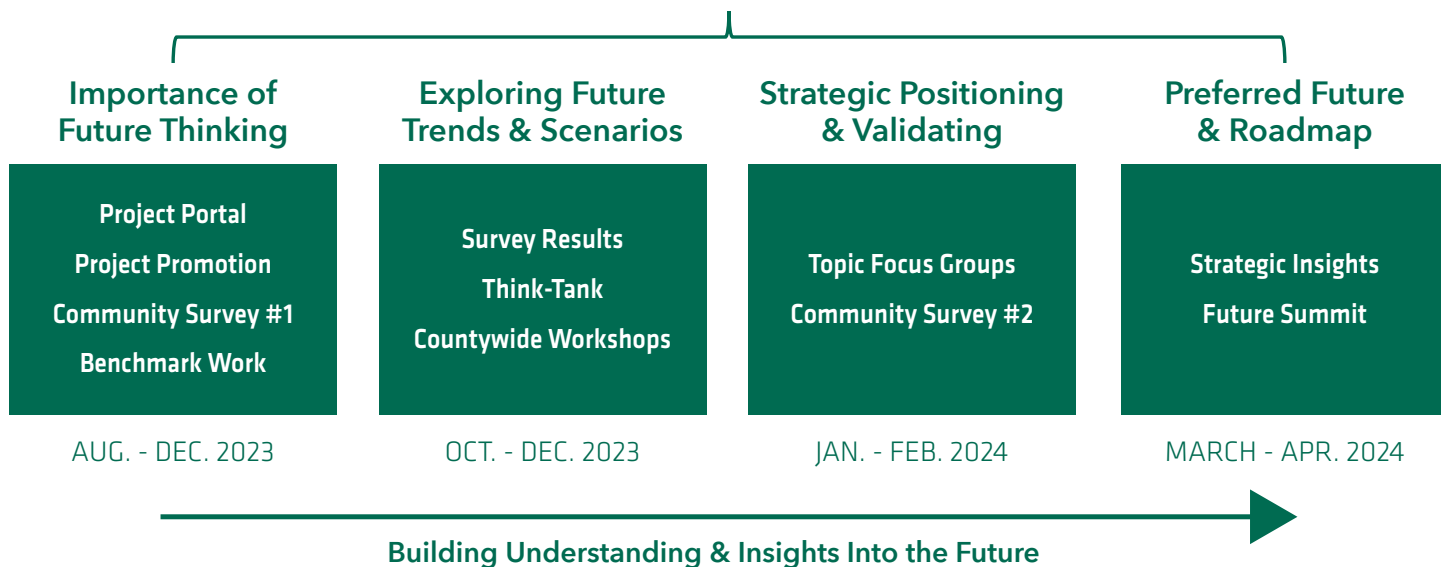 Importance of
Future Thinking
Project Portal
Project Promotion
Community Survey #1
Benchmark Work
AUG. - DEC. 2023
Exploring Future
Trends & Scenarios
Survey Results
Think-Tank
Countywide Workshops
OCT. - DEC. 2023
Strategic Positioning
& Validating
Topic Focus Groups
Community Survey #2
JAN. - FEB. 2024
Preferred Future
& Roadmap
Strategic Insights
Future Summit
MARCH - APR. 2024
Building Understanding & Insights Into the Future